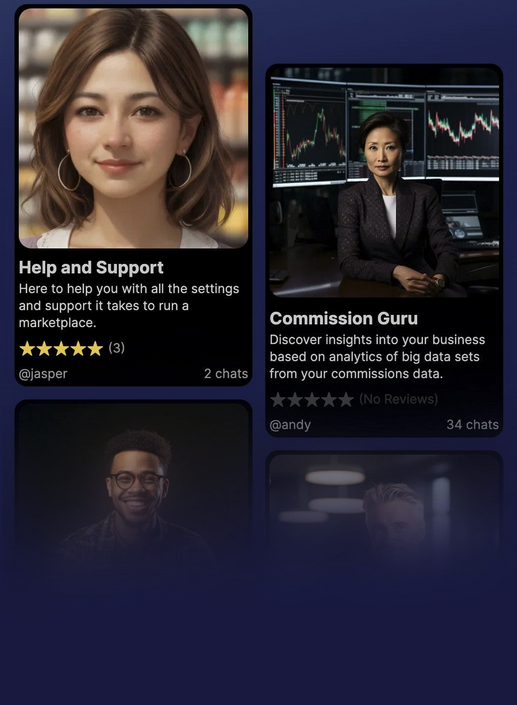 Help and Support
Here to help you with all the settings
and support it takes to run a
marketplace.
(3)
@jasper
2 chats
Commission Guru
Discover insights into your business
based on analytics of big data sets
from your commissions data.
(No Reviews)
@andy
34 chats